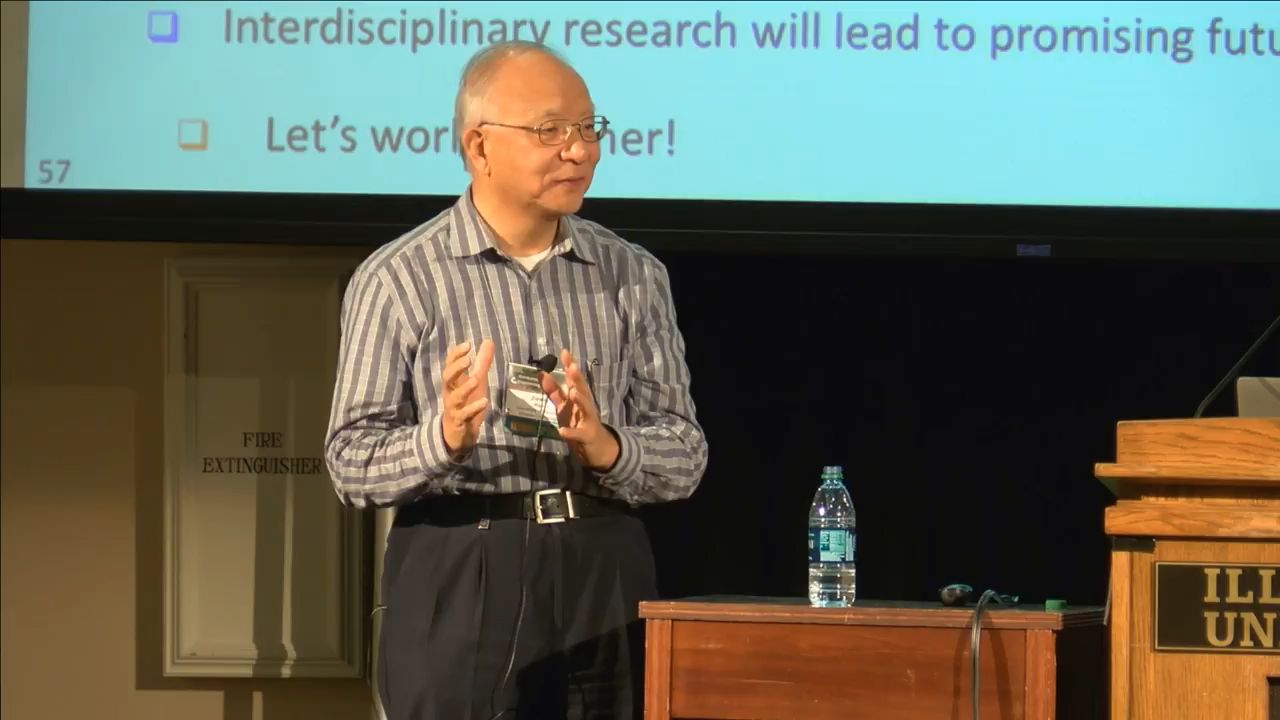 Interdisciplinary research will lead to promising futu
Let's wor her!
57
FIRE
EXTINGUISHER
ILL
UN